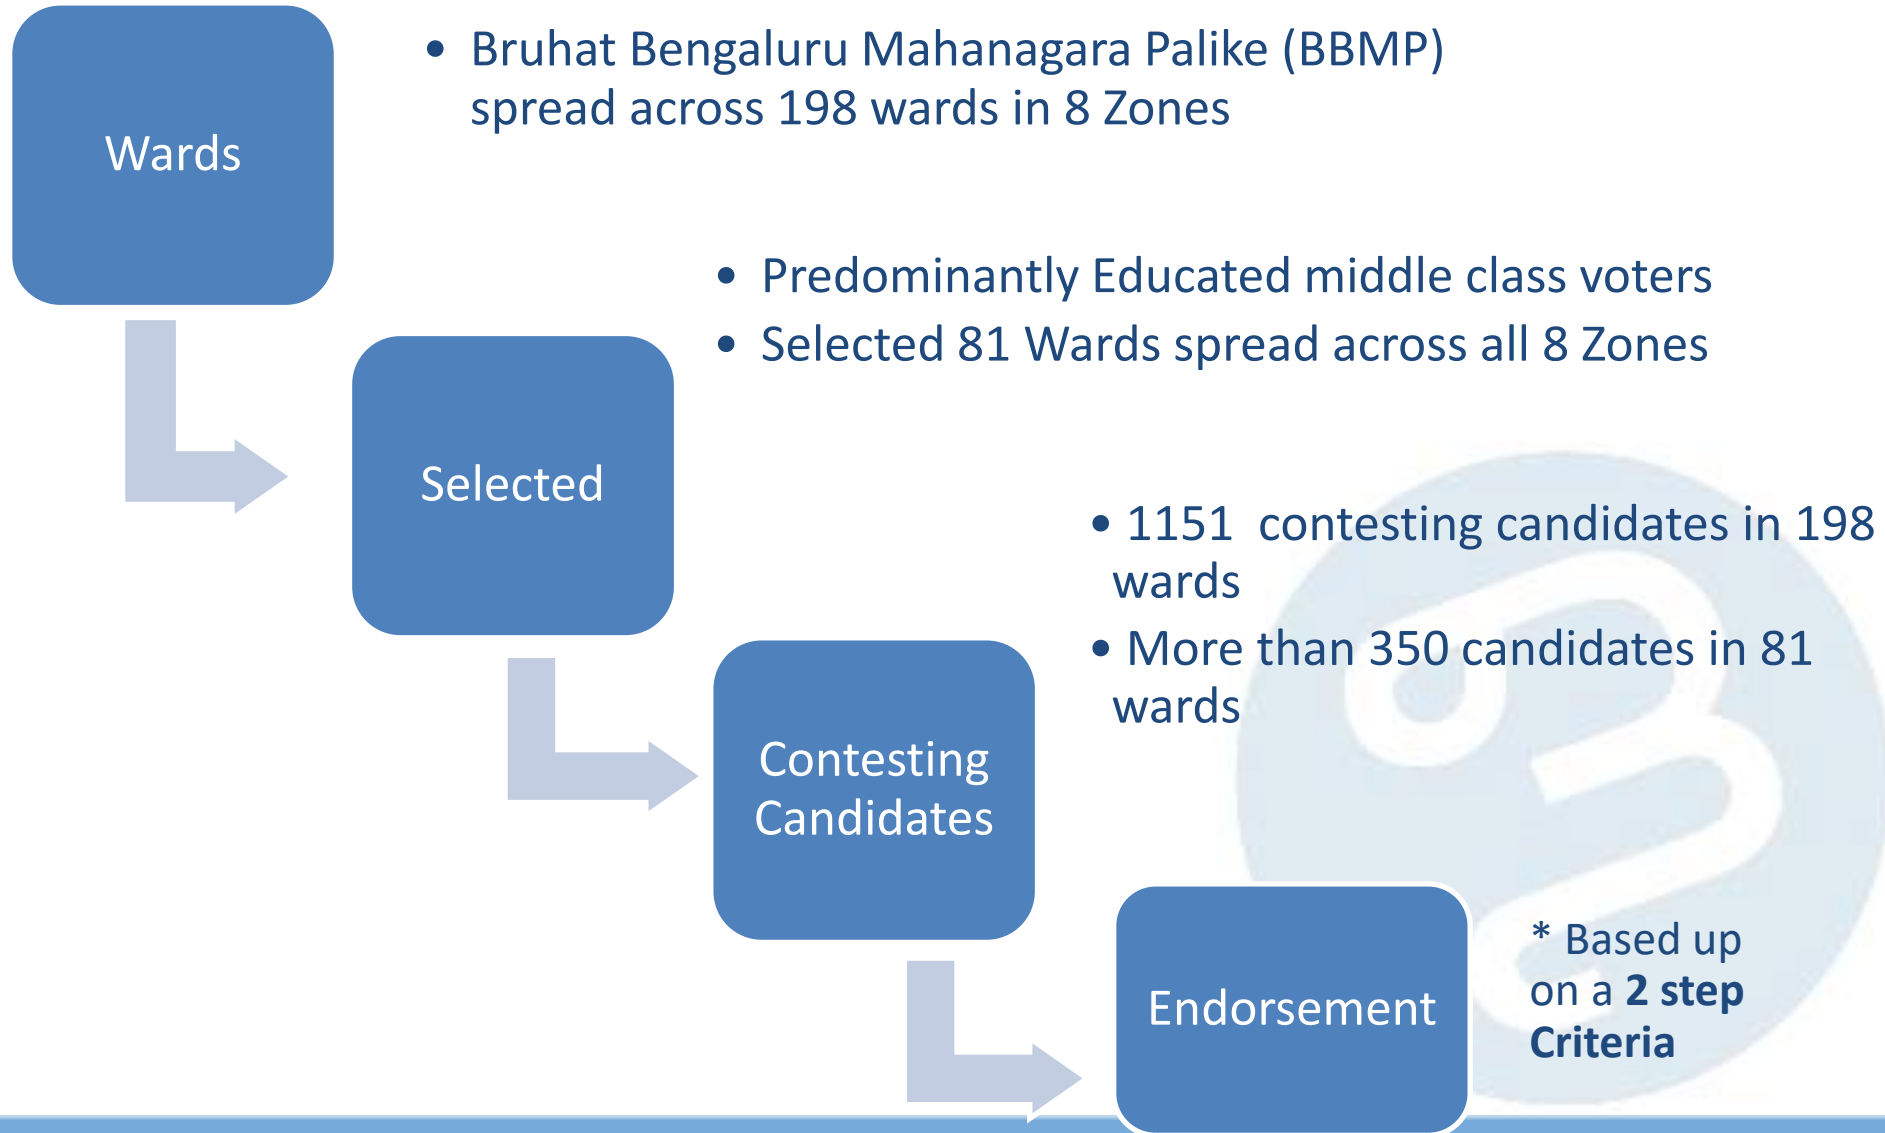 Wards
• Bruhat Bengaluru Mahanagara Palike (BBMP)
spread across 198 wards in 8 Zones
Selected
• Predominantly Educated middle class voters
• Selected 81 Wards spread across all 8 Zones
Contesting
Candidates
• 1151 contesting candidates in 198
wards
• More than 350 candidates in 81
wards
Endorsement
* Based up
on a 2 step
Criteria